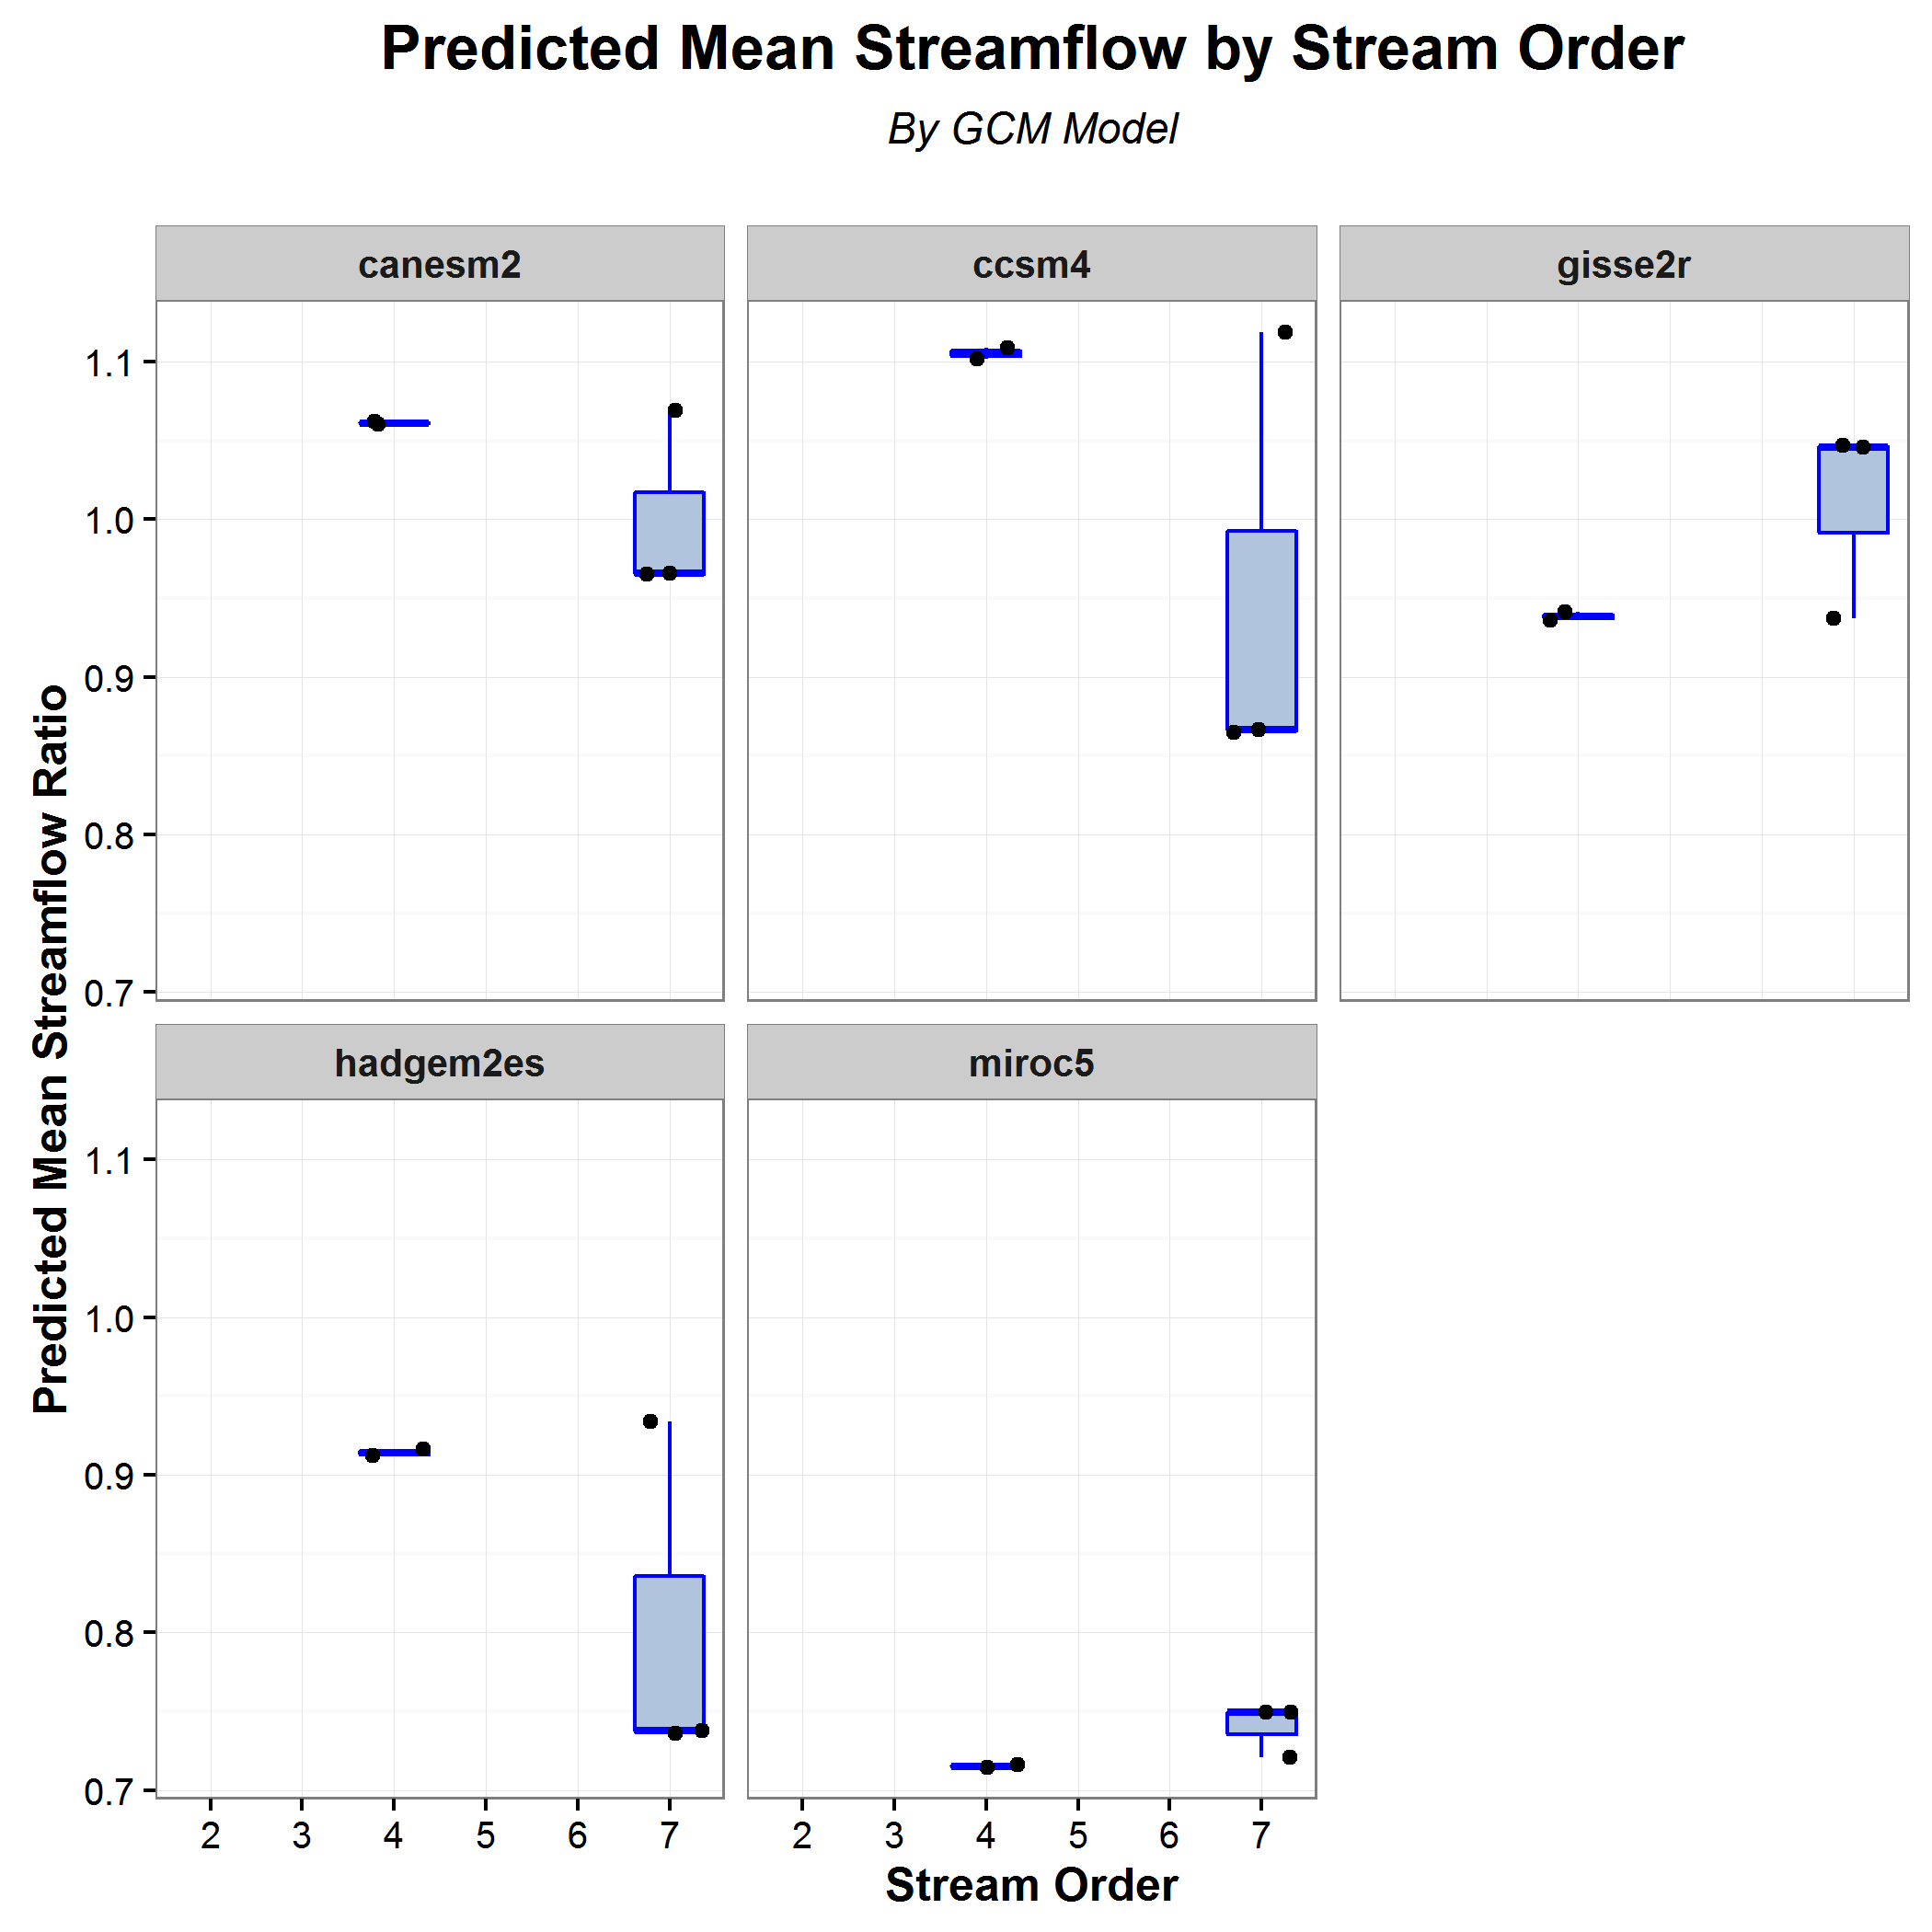 Predicted Mean Streamflow by Stream Order
By GCM Model
canesm2
ccsm4
gisse2r
1.1
1.0
0.9
0.8
0.7
Predicted Mean Streamflow Ratio
hadgem2es
miroc5
1.1
1.0
0.9
0.8
0.7
2 3 4 5 6 7
2 3 4 5 6 7
Stream Order